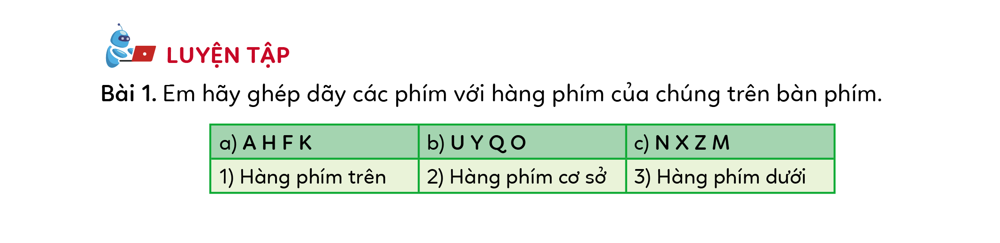 LUYỆN TẬP
Bài 1. Em hãy ghép dãy các phím với hàng phím của chúng trên bàn phím.
a) A H F K b) U Y Q O c) N X Z M
1) Hàng phím trên 2) Hàng phím cơ sở 3) Hàng phím dưới